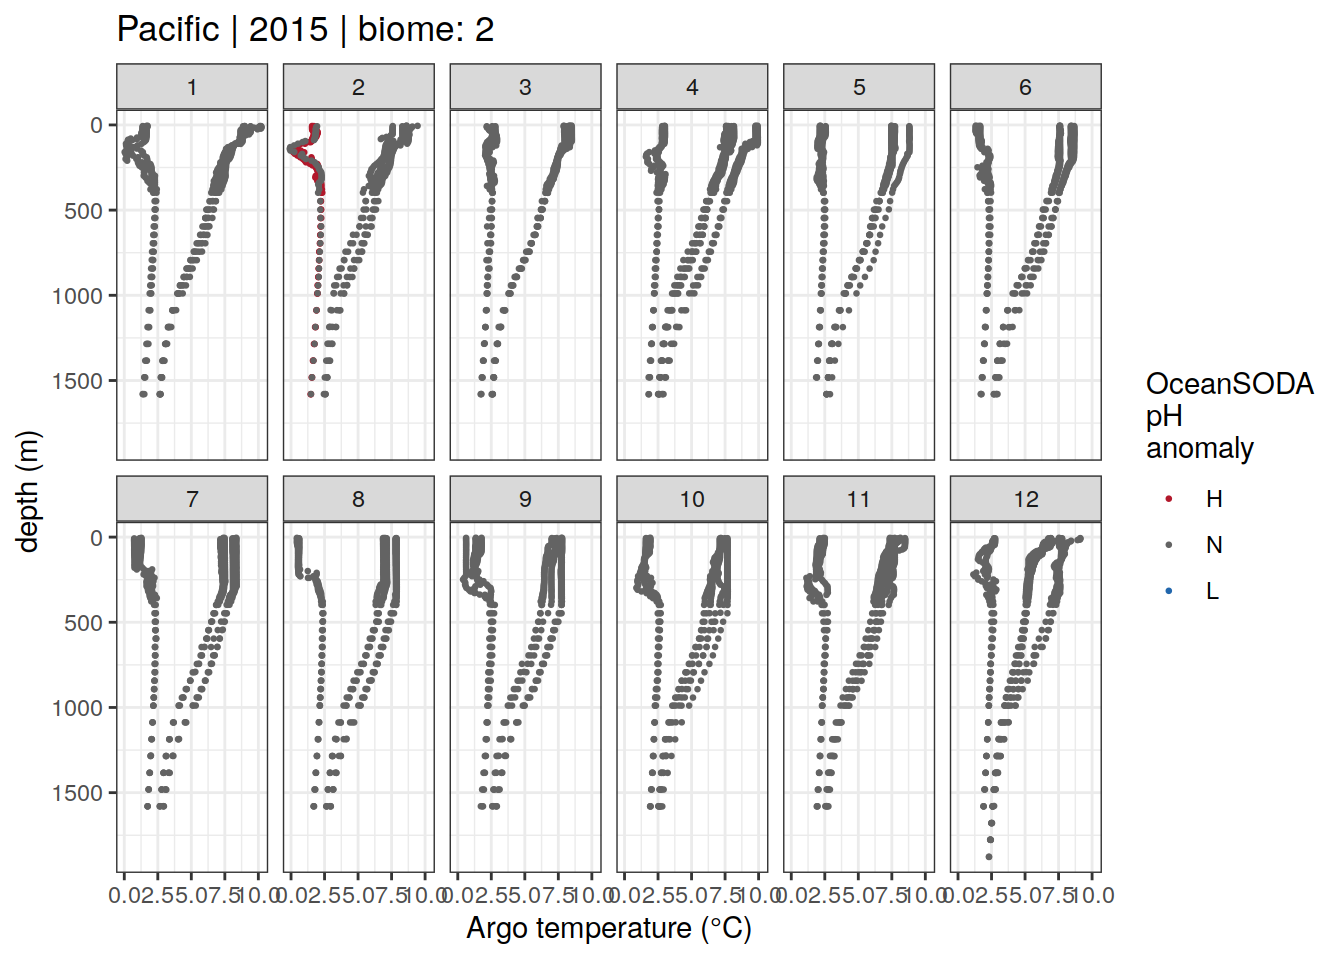 Pacific | 2015 | biome: 2
1 2 3 4 5 6
0
500
1000
1500
7 8 9 10 11 12
0
500
1000
1500
0.02.55.07.510.0 0.02.55.07.510.0 0.02.55.07.510.0 0.02.55.07.510.0 0.02.55.07.510.0 0.02.55.07.510.0
Argo temperature (°C)
depth (m)
OceanSODA
pH
anomaly
H
N
L